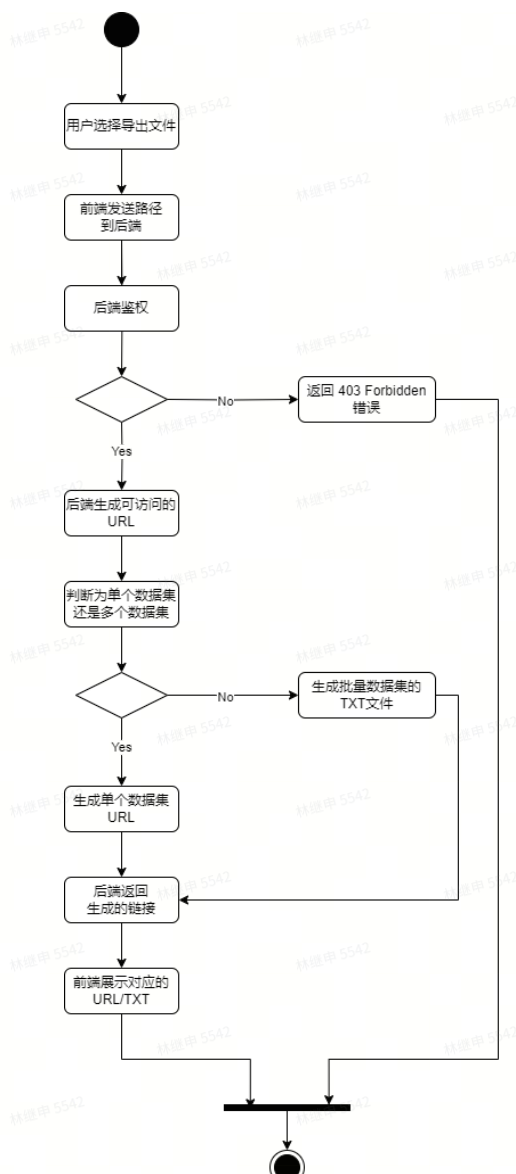 用户选择导出文件
前端发送路径
到后端
后端鉴权
No
返回 403 Forbidden
错误
Yes
后端生成可访问的
URL
判断为单个数据集
还是多个数据集
No
生成批量数据集的
TXT文件
Yes
生成单个数据集
URL
后端返回
生成的链接
前端展示对应的
URL/TXT
林继申 5542